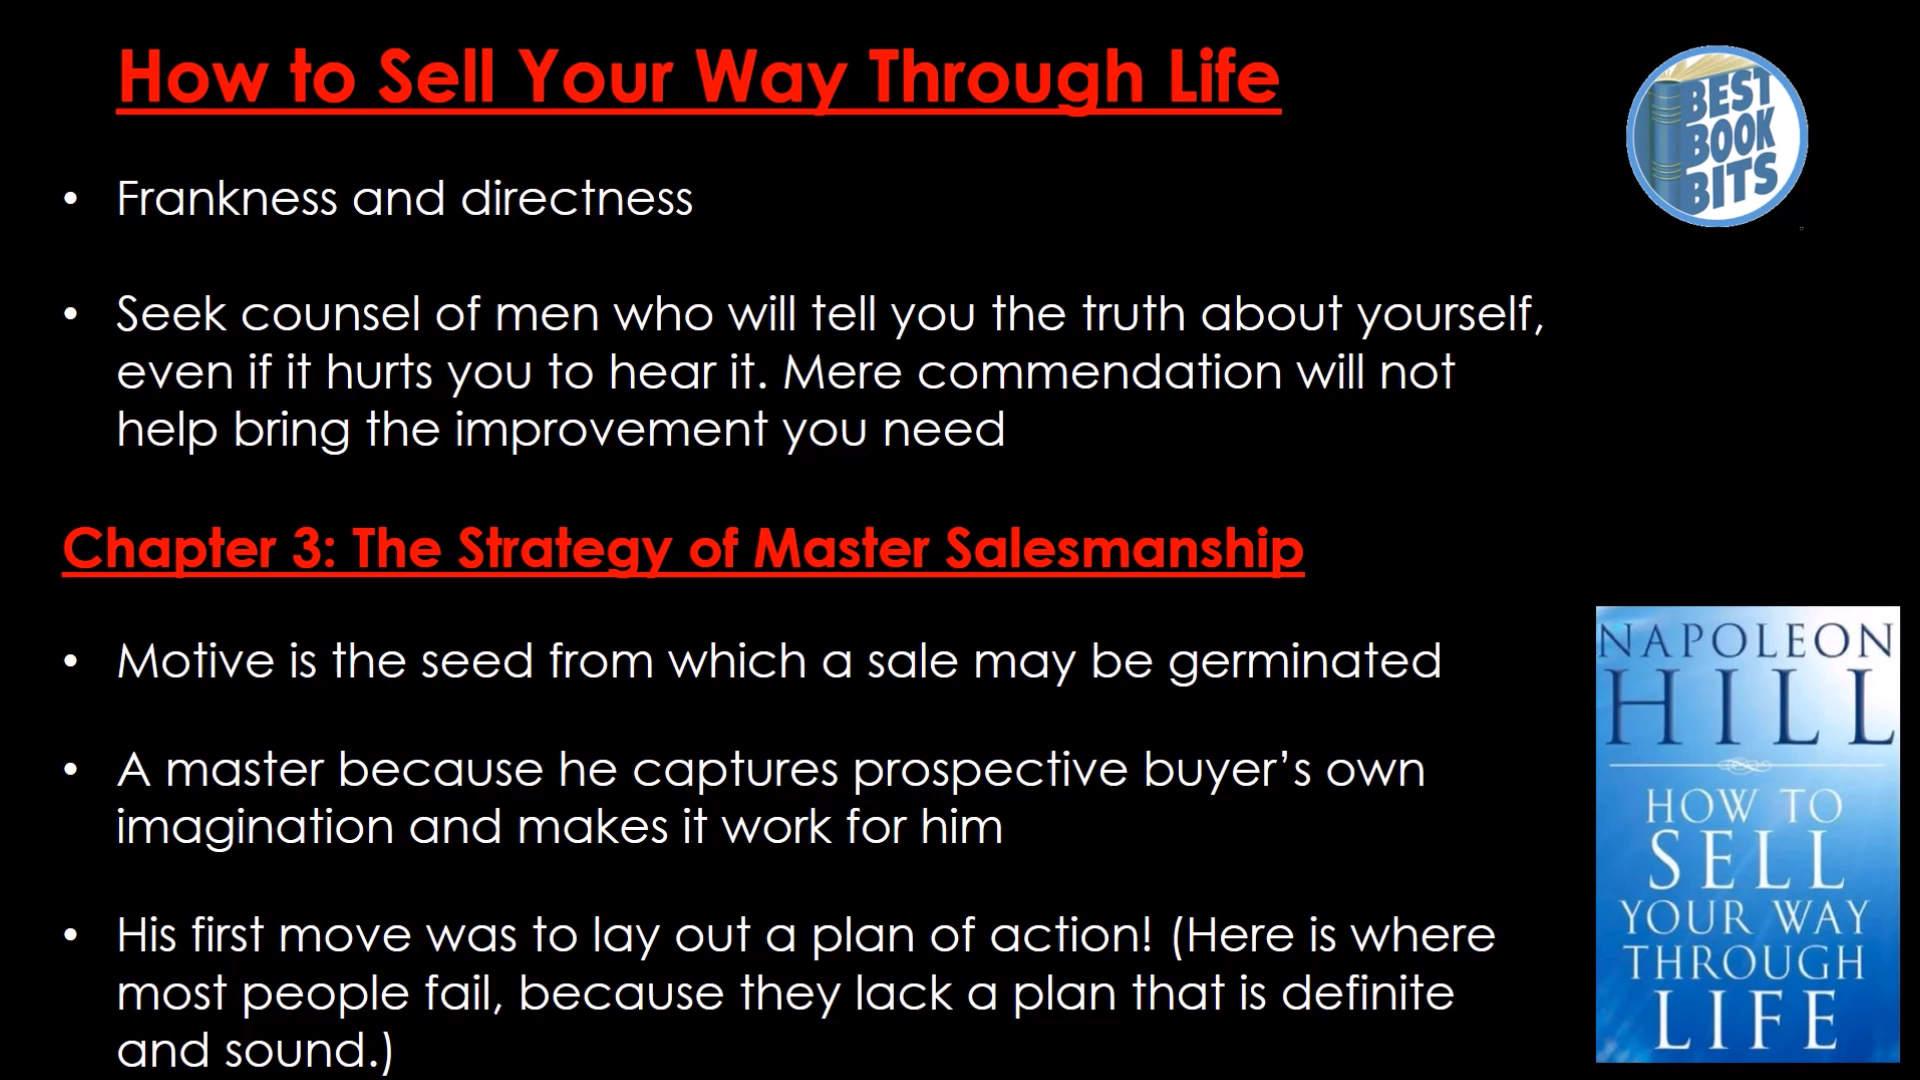 How to Sell Your Way Through Life
BEST
BOOK
BITS
• Frankness and directness
• Seek counsel of men who will tell you the truth about yourself,
even if it hurts you to hear it. Mere commendation will not
help bring the improvement you need
Chapter 3: The Strategy of Master Salesmanship
• Motive is the seed from which a sale may be germinated
• A master because he captures prospective buyer’s own
imagination and makes it work for him
• His first move was to lay out a plan of action! (Here is where
most people fail, because they lack a plan that is definite
and sound.)
NAPOLEON
HILL
HOW TO
SELL
YOUR WAY
THROUGH
LIFE